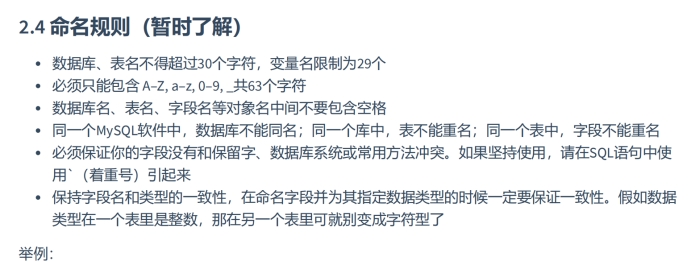 2.4 命名规则（暂时了解）
• 数据库、表名不得超过30个字符，变量名限制为29个
• 必须只能包含 A–Z, a–z, 0–9, _共63个字符
• 数据库名、表名、字段名等对象名中间不要包含空格
• 同一个MySQL软件中，数据库不能同名；同一个库中，表不能重名；同一个表中，字段不能重名
• 必须保证你的字段没有和保留字、数据库系统或常用方法冲突。如果坚持使用，请在SQL语句中使
用`（着重号）引起来
• 保持字段名和类型的一致性，在命名字段并为其指定数据类型的时候一定要保证一致性。假如数据
类型在一个表里是整数，那在另一个表里可就别变成字符型了
举例：